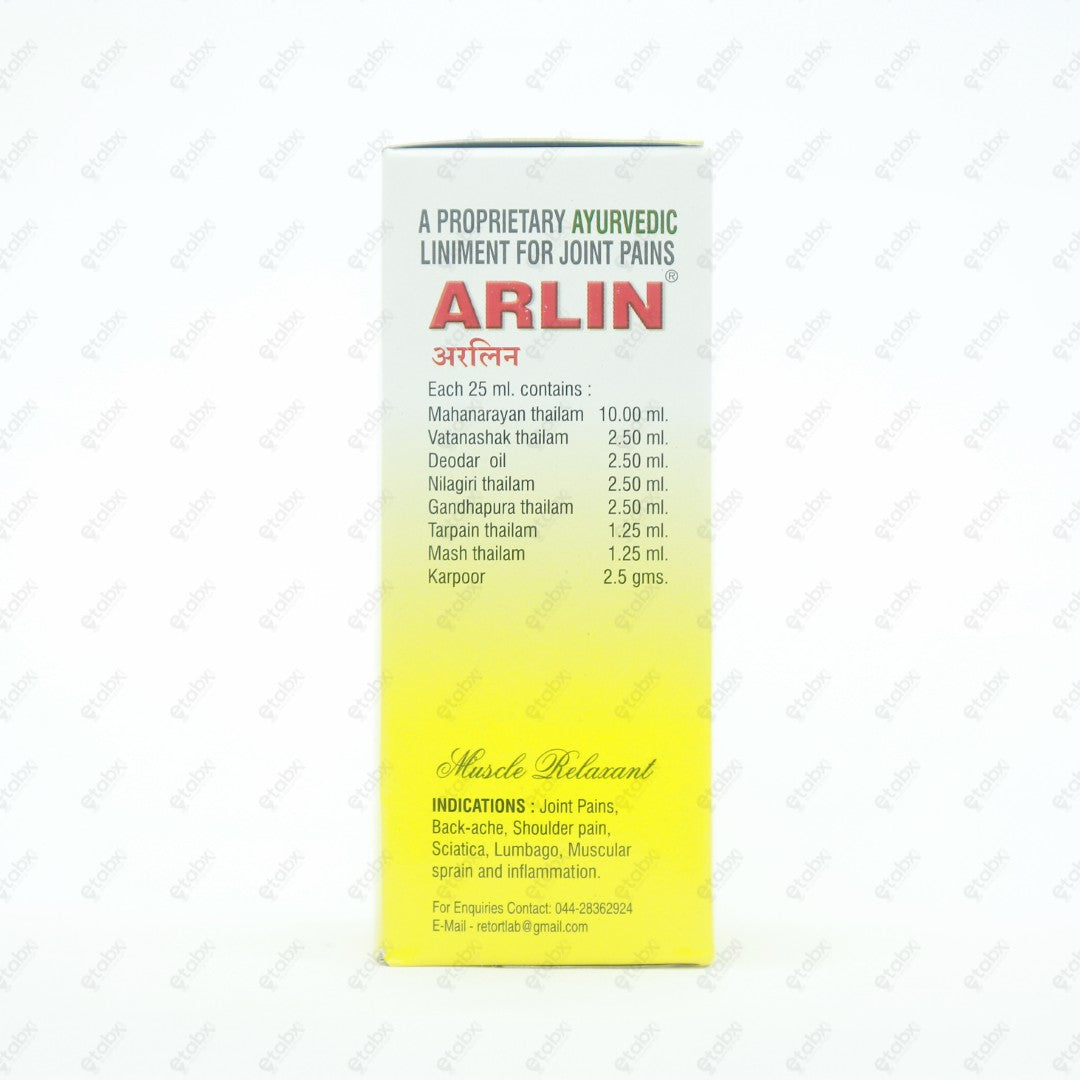 A PROPRIETARY AYURVEDIC
LINIMENT FOR JOINT PAINS
ARLIN®
अरलिन
Each 25 ml. contains :
Mahanarayan thailam 10.00 ml.
Vatanashak thailam 2.50 ml.
Deodar oil 2.50 ml.
Nilagiri thailam 2.50 ml.
Gandhapura thailam 2.50 ml.
Tarpain thailam 1.25 ml.
Mash thailam 1.25 ml.
Karpoor 2.5 gms.
Muscle Relaxant
INDICATIONS : Joint Pains,
Back-ache, Shoulder pain,
Sciatica, Lumbago, Muscular
sprain and inflammation.
For Enquiries Contact: 044-28362924
E-Mail - retortlab@gmail.com
etabx